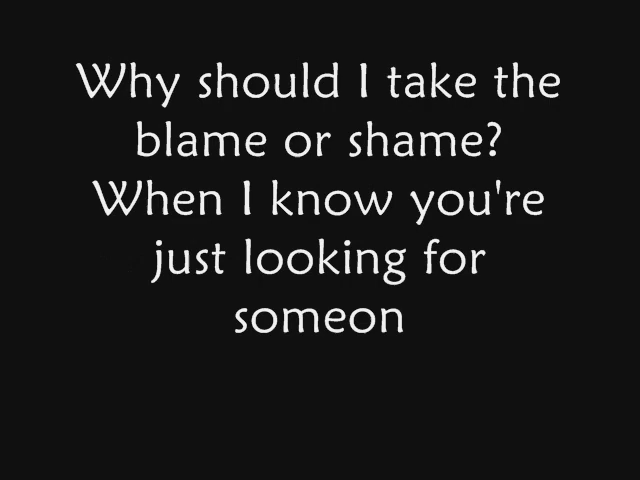 Why should I take the
blame or shame?
When I know you're
just looking for
someon